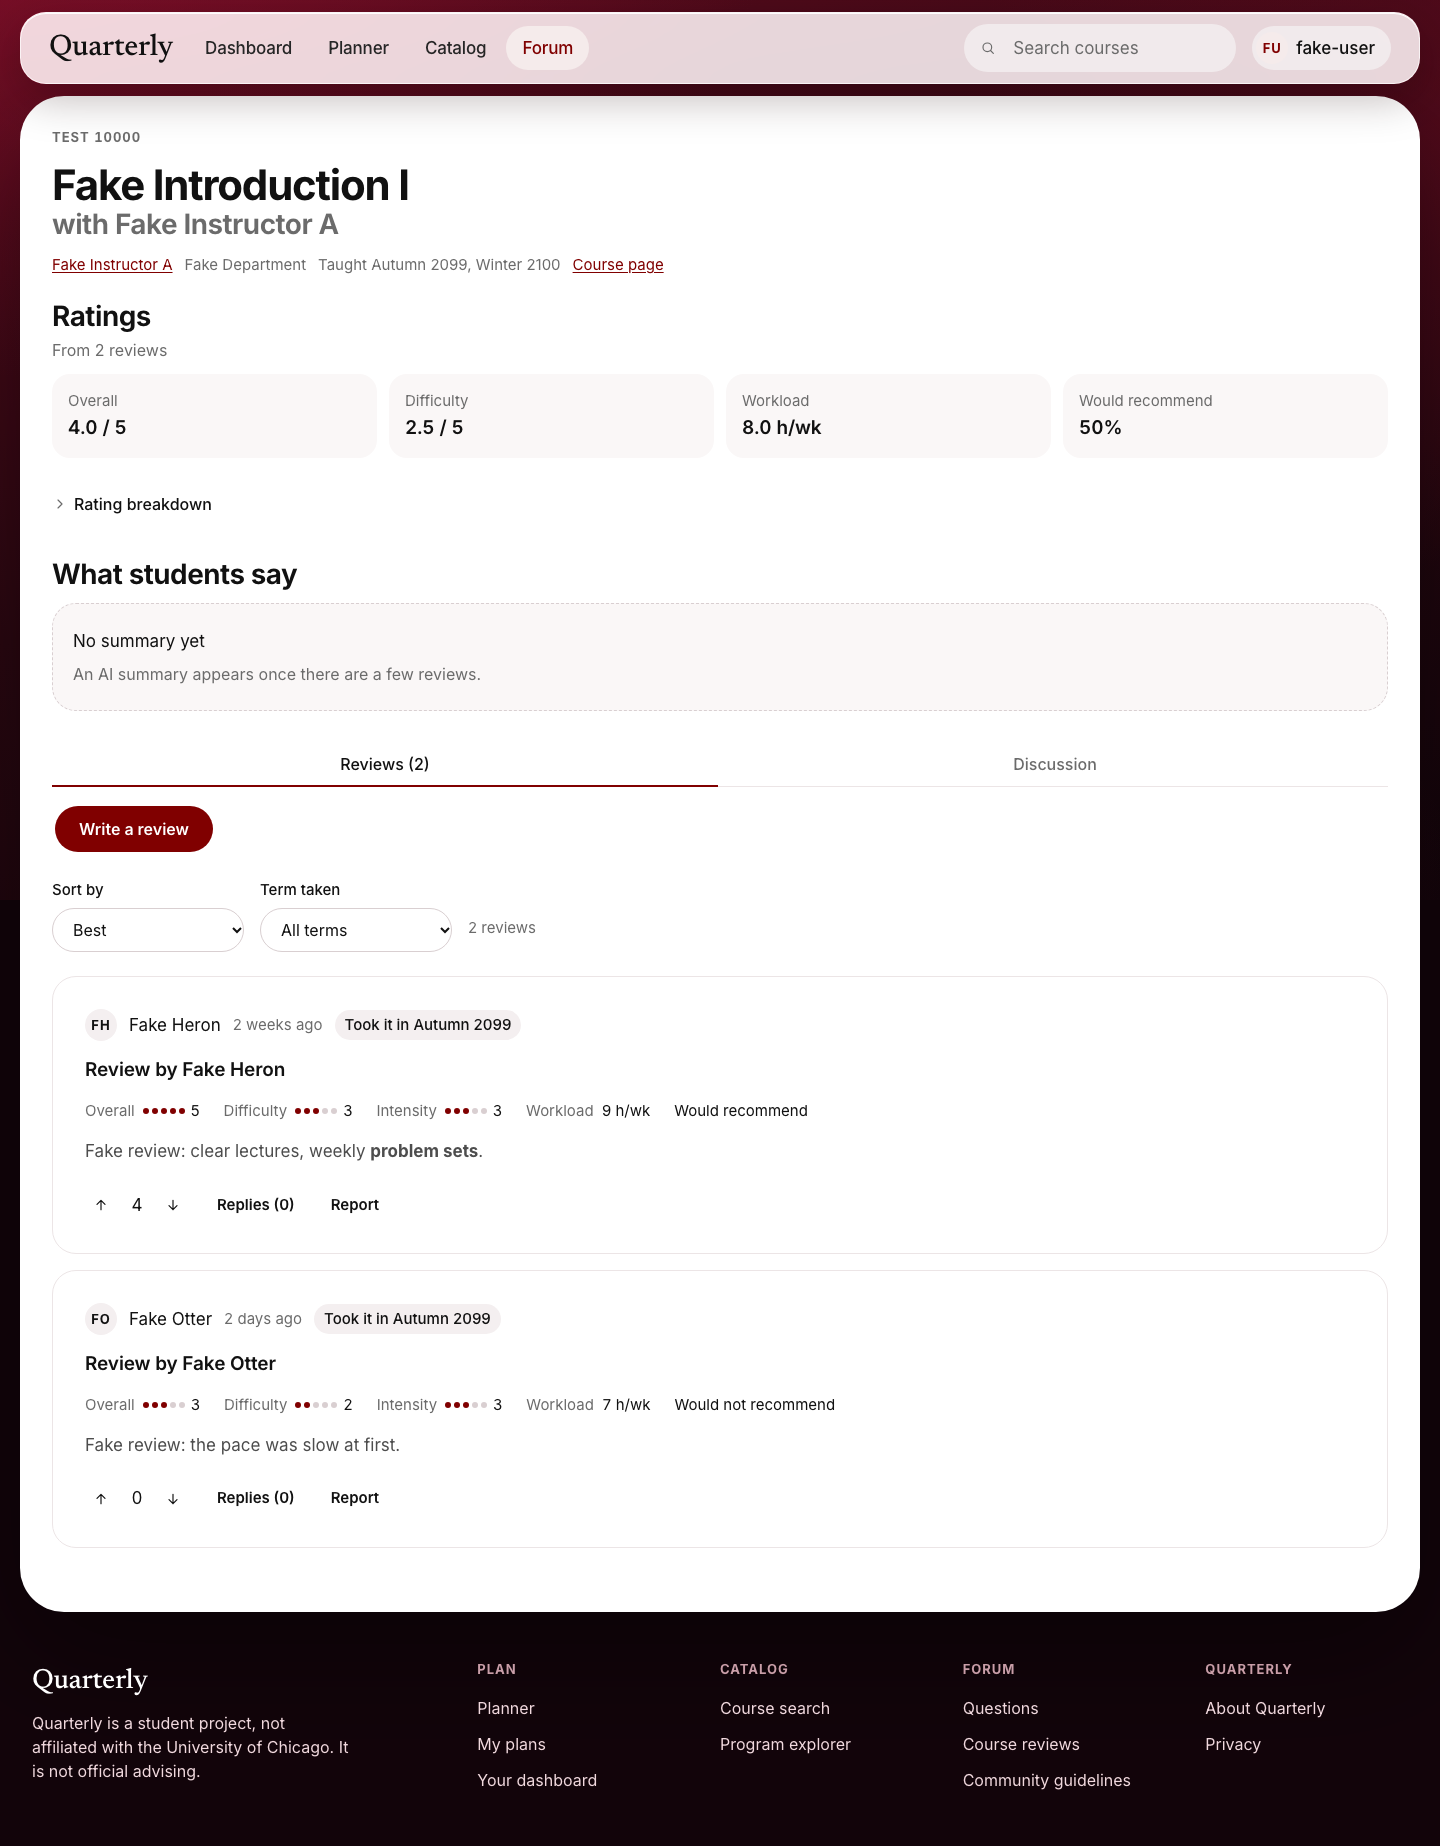 Quarterly
Dashboard
Planner
Catalog
Forum
Search courses
FU
fake-user
TEST 10000
Fake Introduction I
with Fake Instructor A
Fake Instructor A Fake Department Taught Autumn 2099, Winter 2100 Course page
Ratings
From 2 reviews
Overall
4.0 / 5
Difficulty
2.5 / 5
Workload
8.0 h/wk
Would recommend
50%
Rating breakdown
What students say
No summary yet
An AI summary appears once there are a few reviews.
Reviews (2)
Discussion
Write a review
Sort by
Best
Term taken
All terms
2 reviews
FH Fake Heron 2 weeks ago Took it in Autumn 2099
Review by Fake Heron
Overall 5 Difficulty 3 Intensity 3 Workload 9 h/wk Would recommend
Fake review: clear lectures, weekly problem sets.
↑ 4 ↓ Replies (0) Report
FO Fake Otter 2 days ago Took it in Autumn 2099
Review by Fake Otter
Overall 3 Difficulty 2 Intensity 3 Workload 7 h/wk Would not recommend
Fake review: the pace was slow at first.
↑ 0 ↓ Replies (0) Report
Quarterly
Quarterly is a student project, not
affiliated with the University of Chicago. It
is not official advising.
PLAN
Planner
My plans
Your dashboard
CATALOG
Course search
Program explorer
FORUM
Questions
Course reviews
Community guidelines
QUARTERLY
About Quarterly
Privacy